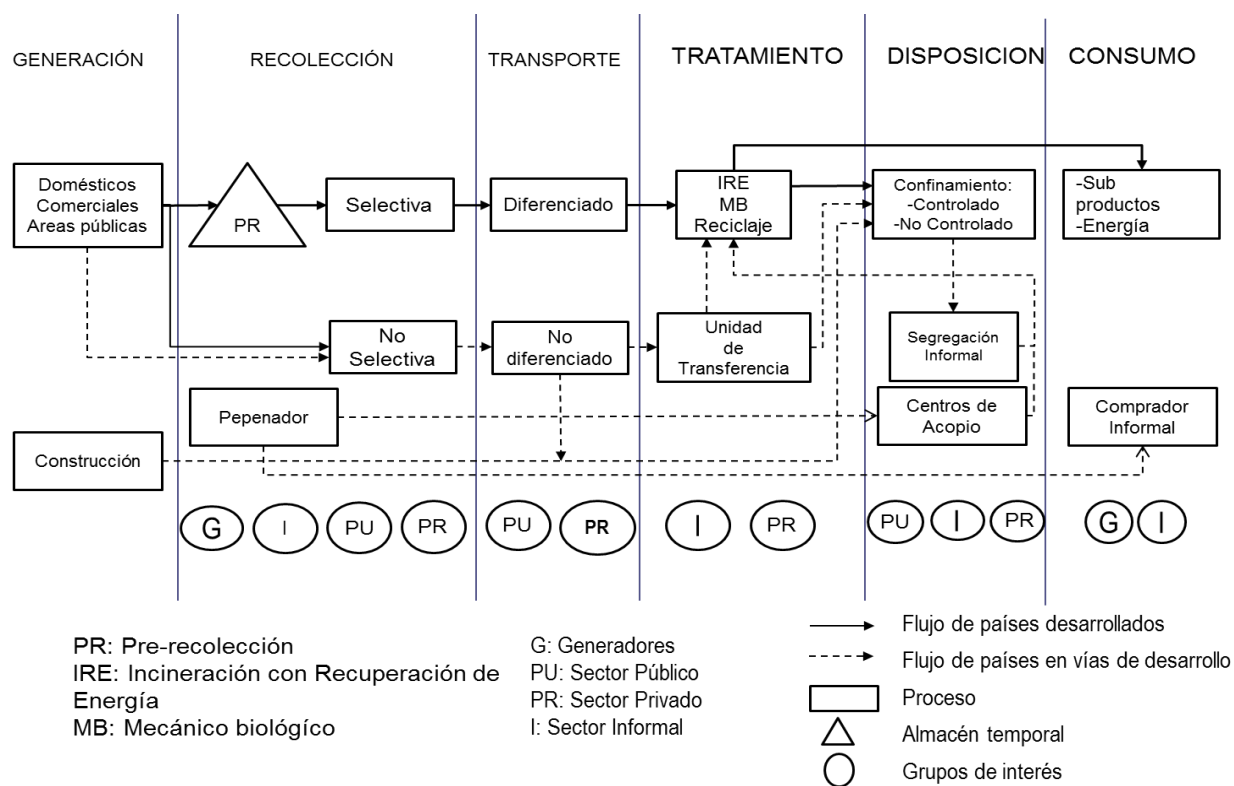 GENERACIÓN
RECOLECCIÓN
TRANSPORTE
TRATAMIENTO
DISPOSICION
CONSUMO
Domésticos
Comerciales
Areas públicas
PR
Selectiva
Diferenciado
IRE
MB
Reciclaje
Confinamiento:
-Controlado
-No Controlado
-Sub
productos
-Energía
No
Selectiva
No
diferenciado
Unidad
de
Transferencia
Segregación
Informal
Pepenador
Centros de
Acopio
Comprador
Informal
Construcción
G
I
PU
PR
PU
PR
I
PR
PU
I
PR
G
I
PR: Pre-recolección
IRE: Incineración con Recuperación de
Energía
MB: Mecánico biológíco
G: Generadores
PU: Sector Público
PR: Sector Privado
I: Sector Informal
Flujo de países desarrollados
Flujo de países en vías de desarrollo
Proceso
Almacén temporal
Grupos de interés